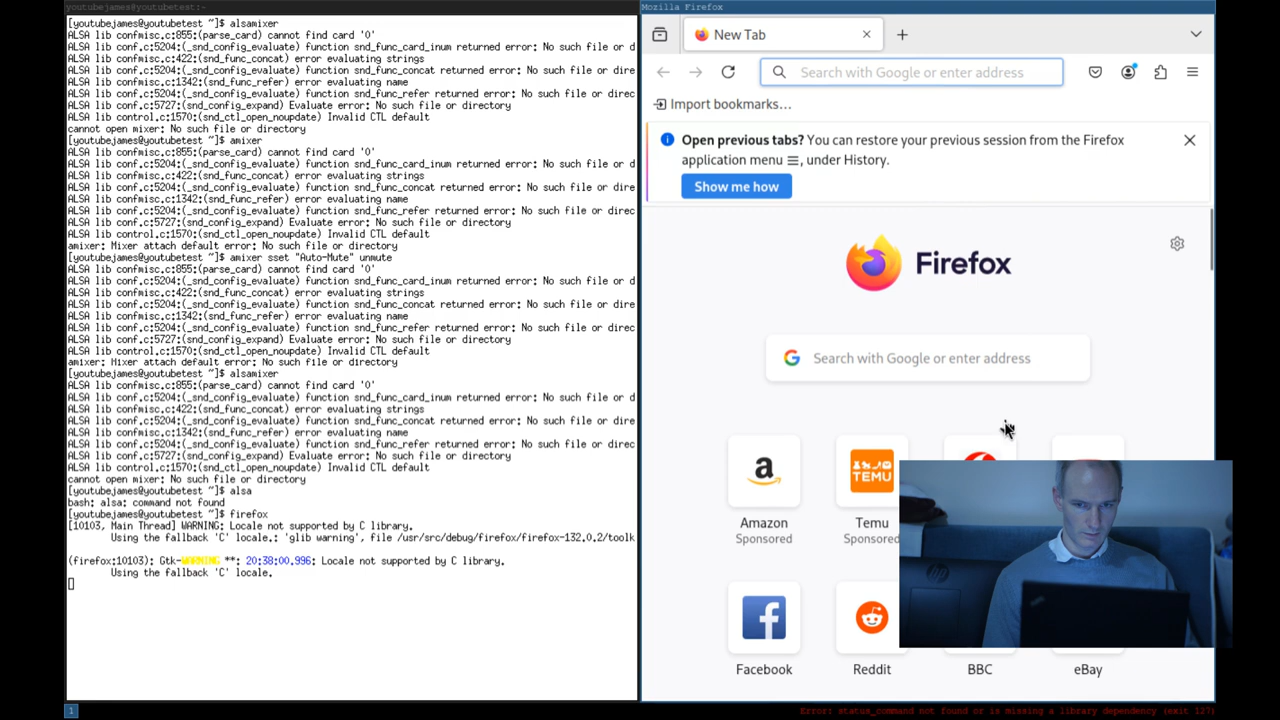 youtubejames@youtubetest:~
[youtubejames@youtubetest ~]$ alsamixer
ALSA lib confmisc.c:855:(parse_card) cannot find card '0'
ALSA lib conf.c:5204:(_snd_config_evaluate) function snd_func_card_inum returned error: No such file or d
ALSA lib confmisc.c:422:(snd_func_concat) error evaluating strings
ALSA lib conf.c:5204:(_snd_config_evaluate) function snd_func_concat returned error: No such file or dire
ALSA lib confmisc.c:1342:(snd_func_refer) error evaluating name
ALSA lib conf.c:5204:(_snd_config_evaluate) function snd_func_refer returned error: No such file or direc
ALSA lib conf.c:5727:(snd_config_expand) Evaluate error: No such file or directory
ALSA lib control.c:1570:(snd_ctl_open_noupdate) Invalid CTL default
cannot open mixer: No such file or directory
[youtubejames@youtubetest ~]$ amixer
ALSA lib confmisc.c:855:(parse_card) cannot find card '0'
ALSA lib conf.c:5204:(_snd_config_evaluate) function snd_func_card_inum returned error: No such file or d
ALSA lib confmisc.c:422:(snd_func_concat) error evaluating strings
ALSA lib conf.c:5204:(_snd_config_evaluate) function snd_func_concat returned error: No such file or dire
ALSA lib confmisc.c:1342:(snd_func_refer) error evaluating name
ALSA lib conf.c:5204:(_snd_config_evaluate) function snd_func_refer returned error: No such file or direc
ALSA lib conf.c:5727:(snd_config_expand) Evaluate error: No such file or directory
ALSA lib control.c:1570:(snd_ctl_open_noupdate) Invalid CTL default
amixer: Mixer attach default error: No such file or directory
[youtubejames@youtubetest ~]$ amixer sset "Auto-Mute" unmute
ALSA lib confmisc.c:855:(parse_card) cannot find card '0'
ALSA lib conf.c:5204:(_snd_config_evaluate) function snd_func_card_inum returned error: No such file or d
ALSA lib confmisc.c:422:(snd_func_concat) error evaluating strings
ALSA lib conf.c:5204:(_snd_config_evaluate) function snd_func_concat returned error: No such file or dire
ALSA lib confmisc.c:1342:(snd_func_refer) error evaluating name
ALSA lib conf.c:5204:(_snd_config_evaluate) function snd_func_refer returned error: No such file or direc
ALSA lib conf.c:5727:(snd_config_expand) Evaluate error: No such file or directory
ALSA lib control.c:1570:(snd_ctl_open_noupdate) Invalid CTL default
amixer: Mixer attach default error: No such file or directory
[youtubejames@youtubetest ~]$ alsamixer
ALSA lib confmisc.c:855:(parse_card) cannot find card '0'
ALSA lib conf.c:5204:(_snd_config_evaluate) function snd_func_card_inum returned error: No such file or d
ALSA lib confmisc.c:422:(snd_func_concat) error evaluating strings
ALSA lib conf.c:5204:(_snd_config_evaluate) function snd_func_concat returned error: No such file or dire
ALSA lib confmisc.c:1342:(snd_func_refer) error evaluating name
ALSA lib conf.c:5204:(_snd_config_evaluate) function snd_func_refer returned error: No such file or direc
ALSA lib conf.c:5727:(snd_config_expand) Evaluate error: No such file or directory
ALSA lib control.c:1570:(snd_ctl_open_noupdate) Invalid CTL default
cannot open mixer: No such file or directory
[youtubejames@youtubetest ~]$ alsa
bash: alsa: command not found
[youtubejames@youtubetest ~]$ firefox
[10103, Main Thread] WARNING: Locale not supported by C library.
Using the fallback 'C' locale.: 'glib warning', file /usr/src/debug/firefox/firefox-132.0.2/toolk
(firefox:10103): Gtk-WARNING **: 20:38:00.996: Locale not supported by C library.
Using the fallback 'C' locale.
Mozilla Firefox
New Tab
Search with Google or enter address
Import bookmarks...
Open previous tabs? You can restore your previous session from the Firefox
application menu ☰, under History.
Show me how
Firefox
Search with Google or enter address
TEMU
Amazon
Sponsored
Temu
Sponsored
Facebook
Reddit
BBC
eBay
1
Error: status_command not found or is missing a library dependency (exit 127)